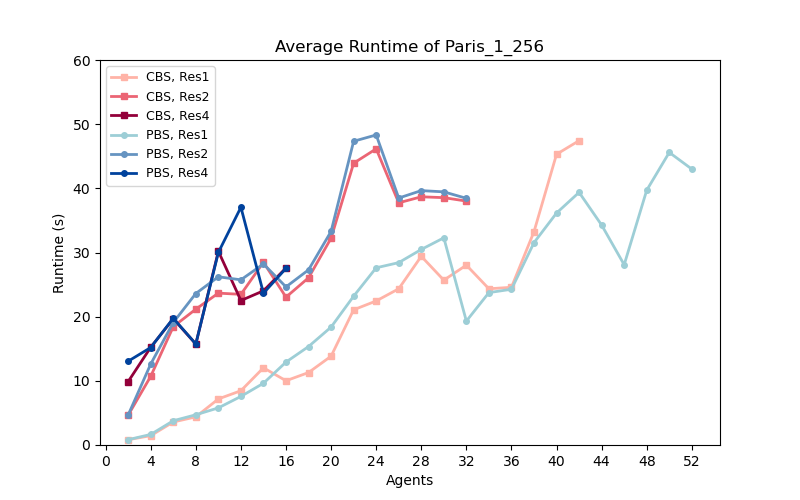 Average Runtime of Paris_1_256
60
50
40
30
20
10
0
Runtime (s)
CBS, Res1
CBS, Res2
CBS, Res4
PBS, Res1
PBS, Res2
PBS, Res4
0 4 8 12 16 20 24 28 32 36 40 44 48 52
Agents